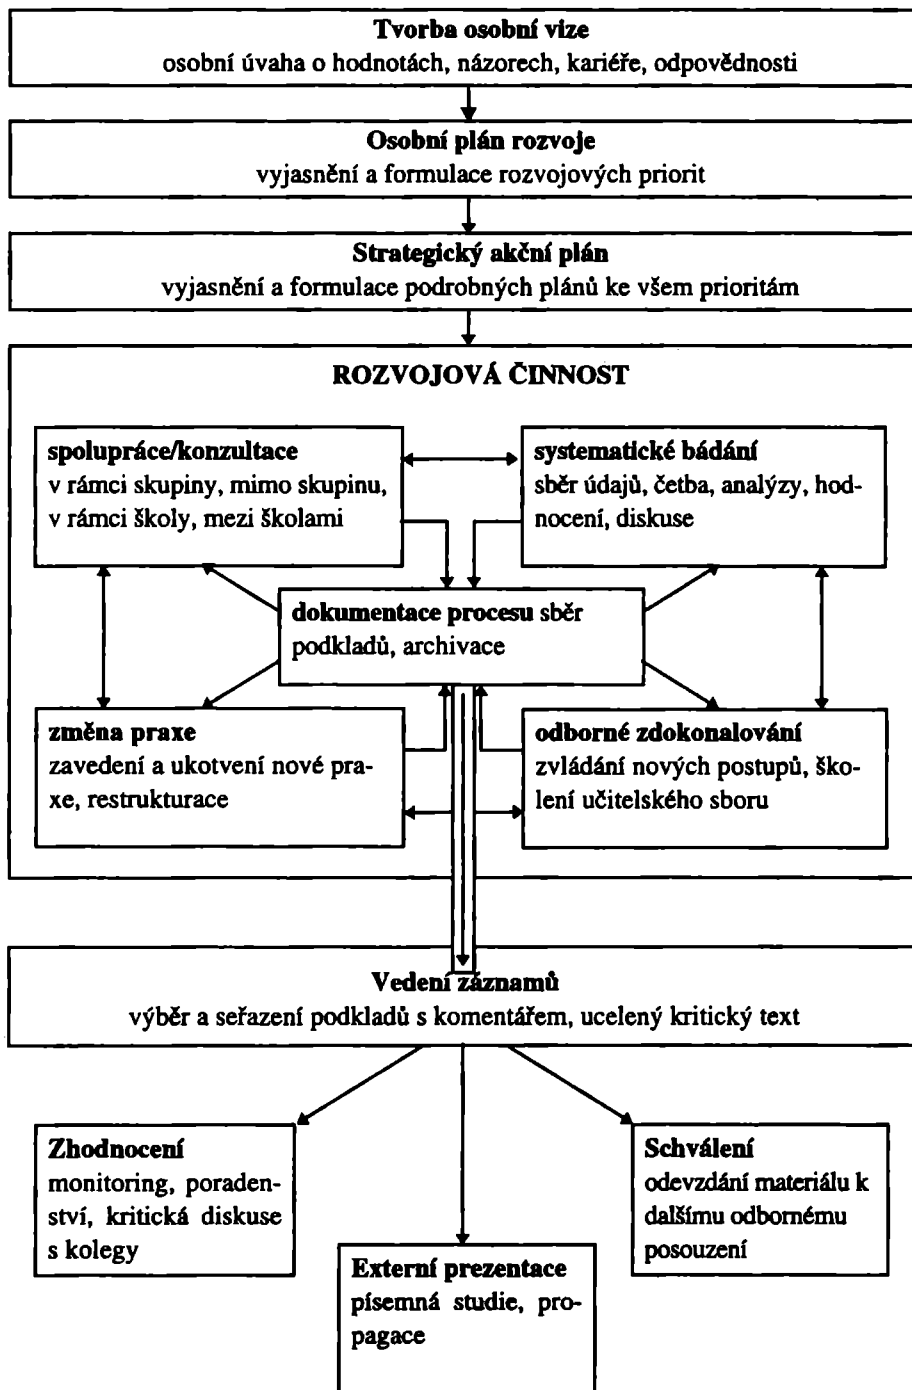 Tvorba osobní vize
osobní úvaha o hodnotách, názorech, kariéře, odpovědnosti
Osobní plán rozvoje
vyjasnění a formulace rozvojových priorit
Strategický akční plán
vyjasnění a formulace podrobných plánů ke všem prioritám
ROZVOJOVÁ ČINNOST
spolupráce/konzultace
v rámci skupiny, mimo skupinu,
v rámci školy, mezi školami
systematické bádání
sběr údajů, četba, analýzy, hod-
nocení, diskuse
dokumentace procesu sběr
podkladů, archivace
změna praxe
zavedení a ukotvení nové pra-
xe, restrukturace
odborné zdokonalování
zvládání nových postupů, ško-
lení učitelského sboru
Vedení záznamů
výběr a seřazení podkladů s komentářem, ucelený kritický text
Zhodnocení
monitoring, poraden-
ství, kritická diskuse
s kolegy
Externí prezentace
písemná studie, pro-
pagace
Schválení
odevzdání materiálu k
dalšímu odbornému
posouzení